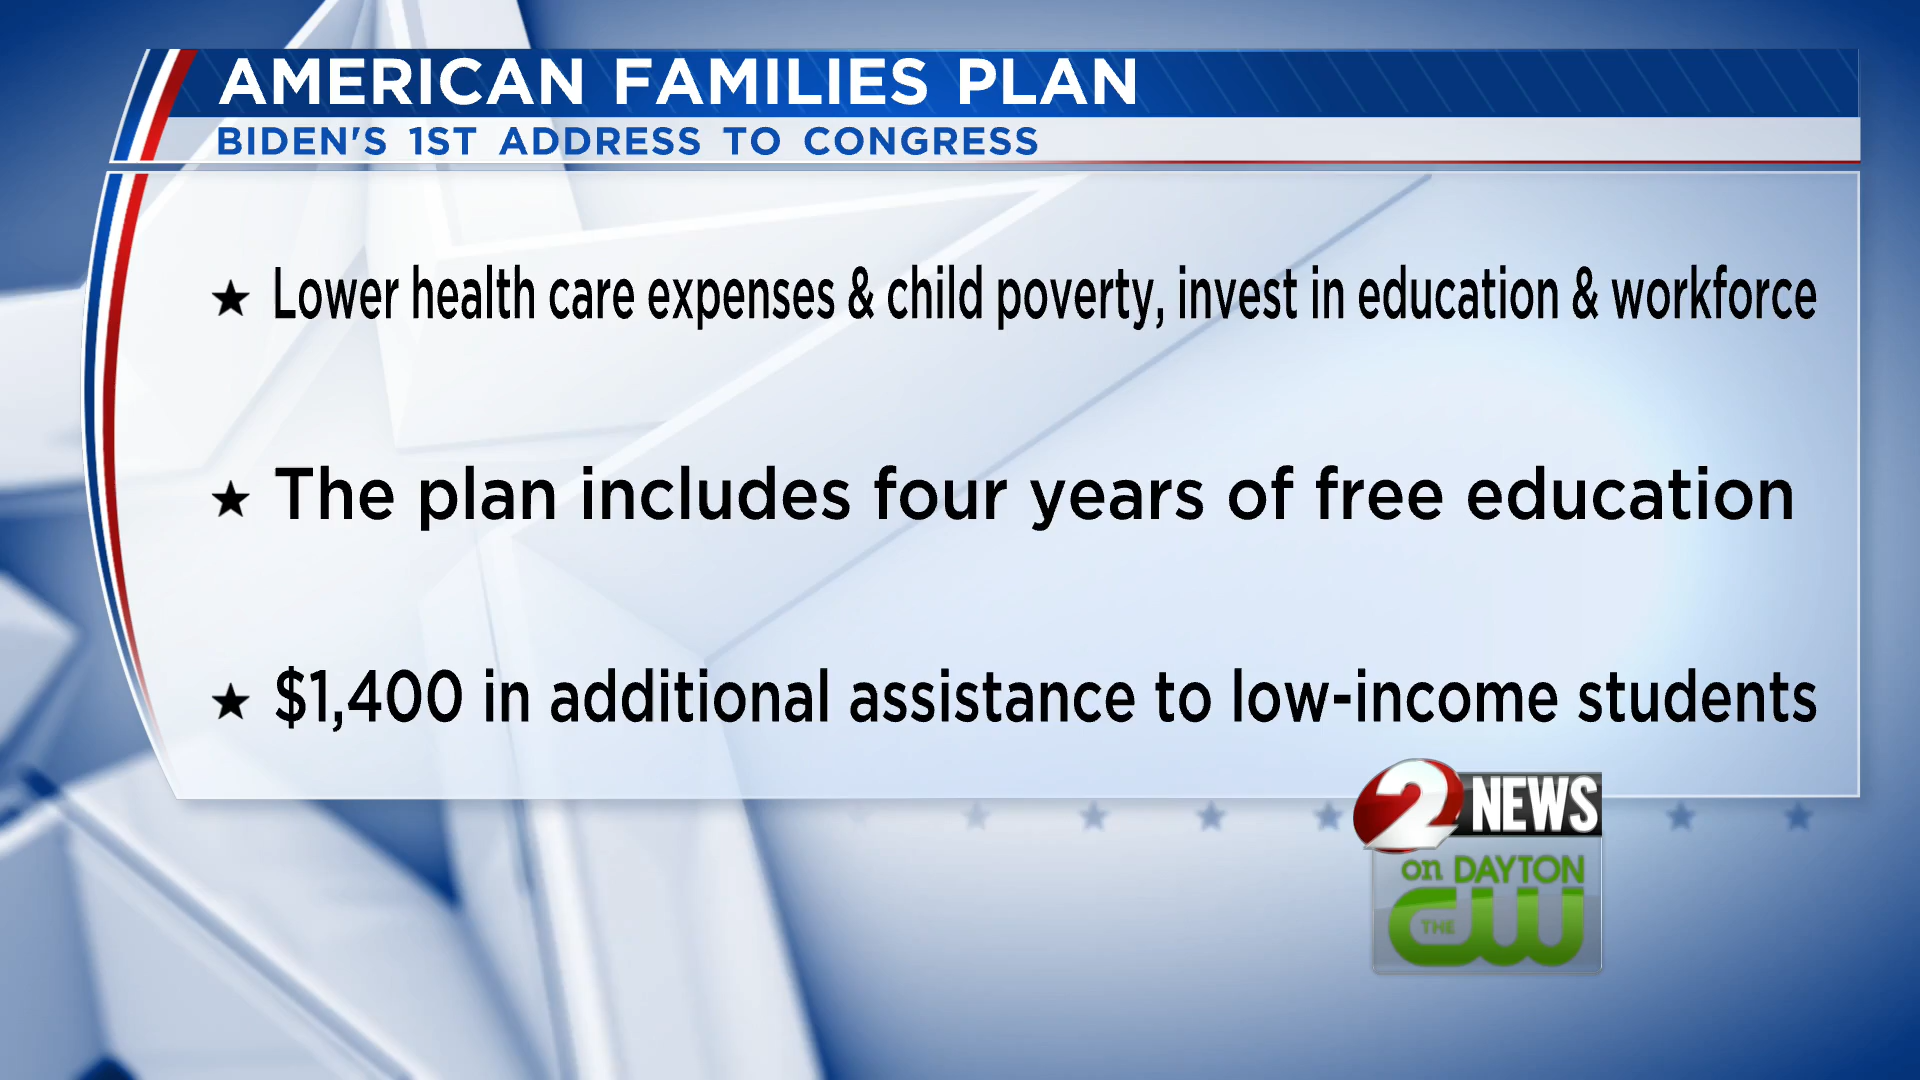 AMERICAN FAMILIES PLAN
BIDEN'S 1ST ADDRESS TO CONGRESS
★ Lower health care expenses & child poverty, invest in education & workforce
★ The plan includes four years of free education
★ $1,400 in additional assistance to low-income students
2 NEWS
on DAYTON
THE CW